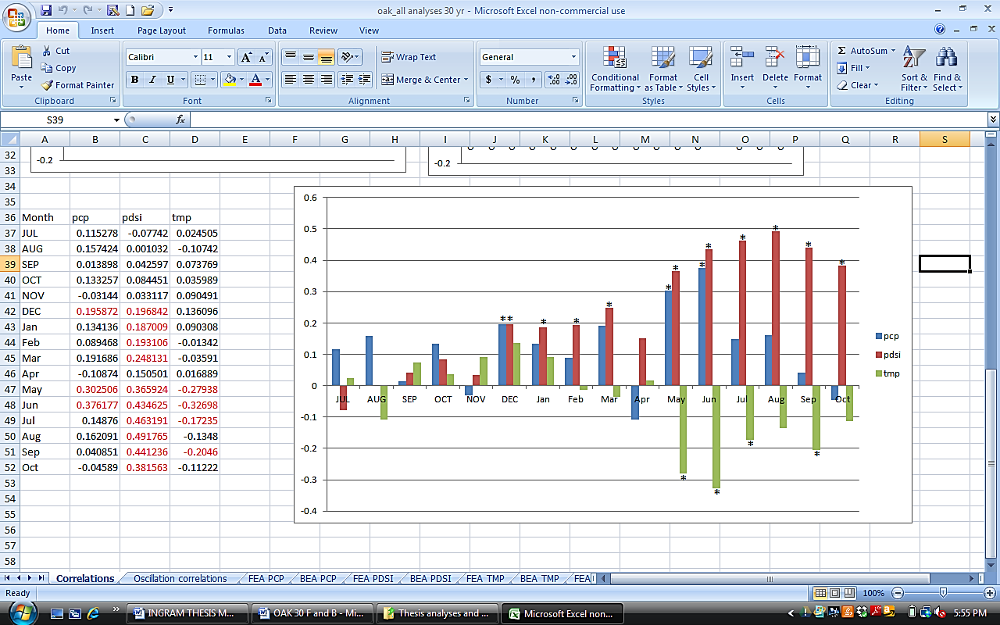 oak_all analyses 30 yr - Microsoft Excel non-commercial use
Home Insert Page Layout Formulas Data Review View
Paste
Cut
Copy
Format Painter
Clipboard
Calibri 11
B I U
Font
Wrap Text
Merge & Center
Alignment
General
$ % ,
Number
Conditional Formatting
Format as Table
Cell Styles
Styles
Insert Delete Format
Cells
AutoSum
Fill
Clear
Sort & Filter
Find & Select
Editing
S39 fx
A B C D E F G H I J K L M N O P Q R S
32
33
34
35
36 Month pcp pdsi tmp
37 JUL 0.115278 -0.07742 0.024505
38 AUG 0.157424 0.001032 -0.10742
39 SEP 0.013898 0.042597 0.073769
40 OCT 0.133257 0.084451 0.035989
41 NOV -0.03144 0.033117 0.090491
42 DEC 0.195872 0.196842 0.136096
43 Jan 0.134136 0.187009 0.090308
44 Feb 0.089468 0.193106 -0.01342
45 Mar 0.191686 0.248131 -0.03591
46 Apr -0.10874 0.150501 0.016889
47 May 0.302506 0.365924 -0.27938
48 Jun 0.376177 0.434625 -0.32698
49 Jul 0.14876 0.463191 -0.17235
50 Aug 0.162091 0.491765 -0.1348
51 Sep 0.040851 0.441236 -0.2046
52 Oct -0.04589 0.381563 -0.11222
53
54
55
56
57
58
-0.2
-0.2
0.6
0.5
0.4
0.3
0.2
0.1
0
-0.1
-0.2
-0.3
-0.4
JUL AUG SEP OCT NOV DEC Jan Feb Mar Apr May Jun Jul Aug Sep Oct
* * * * * * * * * * * * * * * * * *
pcp
pdsi
tmp
Correlations Oscillation correlations FEA PCP BEA PCP FEA PDSI BEA PDSI FEA TMP BEA TMP FEA
Ready 100%
INGRAM THESIS M... OAK 30 F and B - Mi... Thesis analyses and ... Microsoft Excel non... 5:55 PM